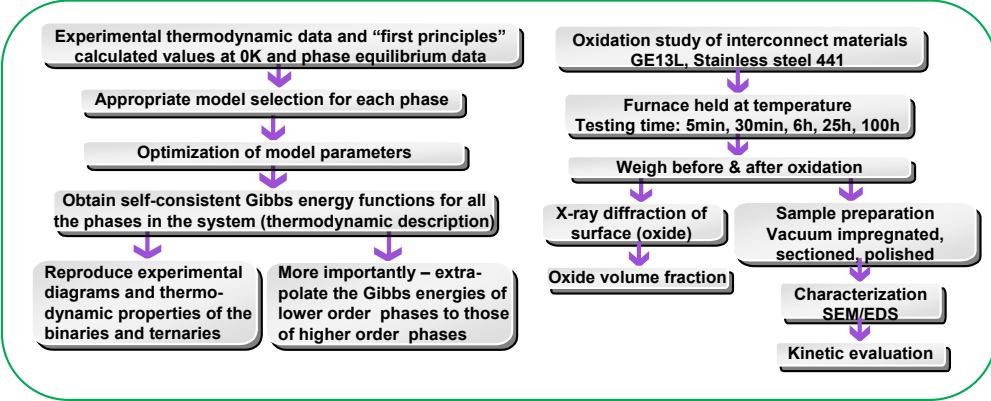 Experimental thermodynamic data and “first principles”
calculated values at 0K and phase equilibrium data
Appropriate model selection for each phase
Optimization of model parameters
Obtain self-consistent Gibbs energy functions for all
the phases in the system (thermodynamic description)
Reproduce experimental
diagrams and thermo-
dynamic properties of the
binaries and ternaries
More importantly – extra-
polate the Gibbs energies of
lower order phases to those
of higher order phases
Oxidation study of interconnect materials
GE13L, Stainless steel 441
Furnace held at temperature
Testing time: 5min, 30min, 6h, 25h, 100h
Weigh before & after oxidation
X-ray diffraction of
surface (oxide)
Oxide volume fraction
Sample preparation
Vacuum impregnated,
sectioned, polished
Characterization
SEM/EDS
Kinetic evaluation